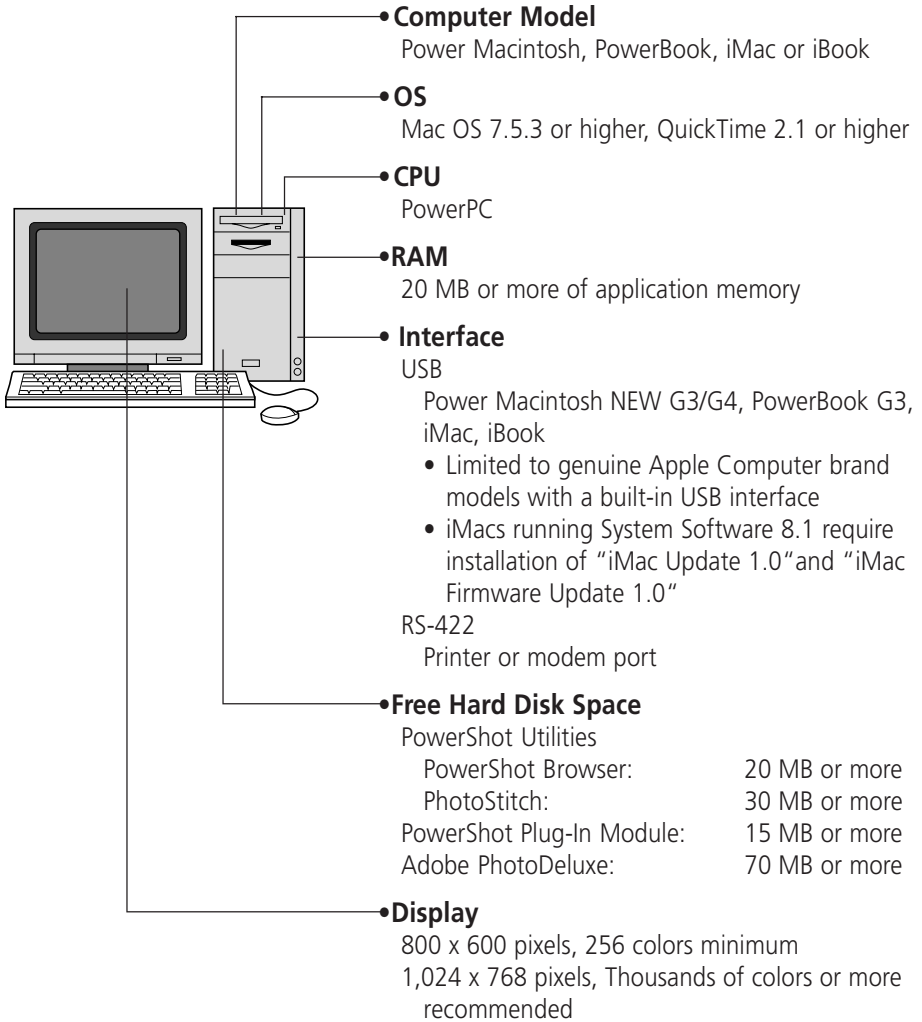 • Computer Model
Power Macintosh, PowerBook, iMac or iBook
• OS
Mac OS 7.5.3 or higher, QuickTime 2.1 or higher
• CPU
PowerPC
• RAM
20 MB or more of application memory
• Interface
USB
Power Macintosh NEW G3/G4, PowerBook G3,
iMac, iBook
• Limited to genuine Apple Computer brand
models with a built-in USB interface
• iMacs running System Software 8.1 require
installation of “iMac Update 1.0“and “iMac
Firmware Update 1.0“
RS-422
Printer or modem port
• Free Hard Disk Space
PowerShot Utilities
PowerShot Browser: 20 MB or more
PhotoStitch: 30 MB or more
PowerShot Plug-In Module: 15 MB or more
Adobe PhotoDeluxe: 70 MB or more
• Display
800 x 600 pixels, 256 colors minimum
1,024 x 768 pixels, Thousands of colors or more
recommended